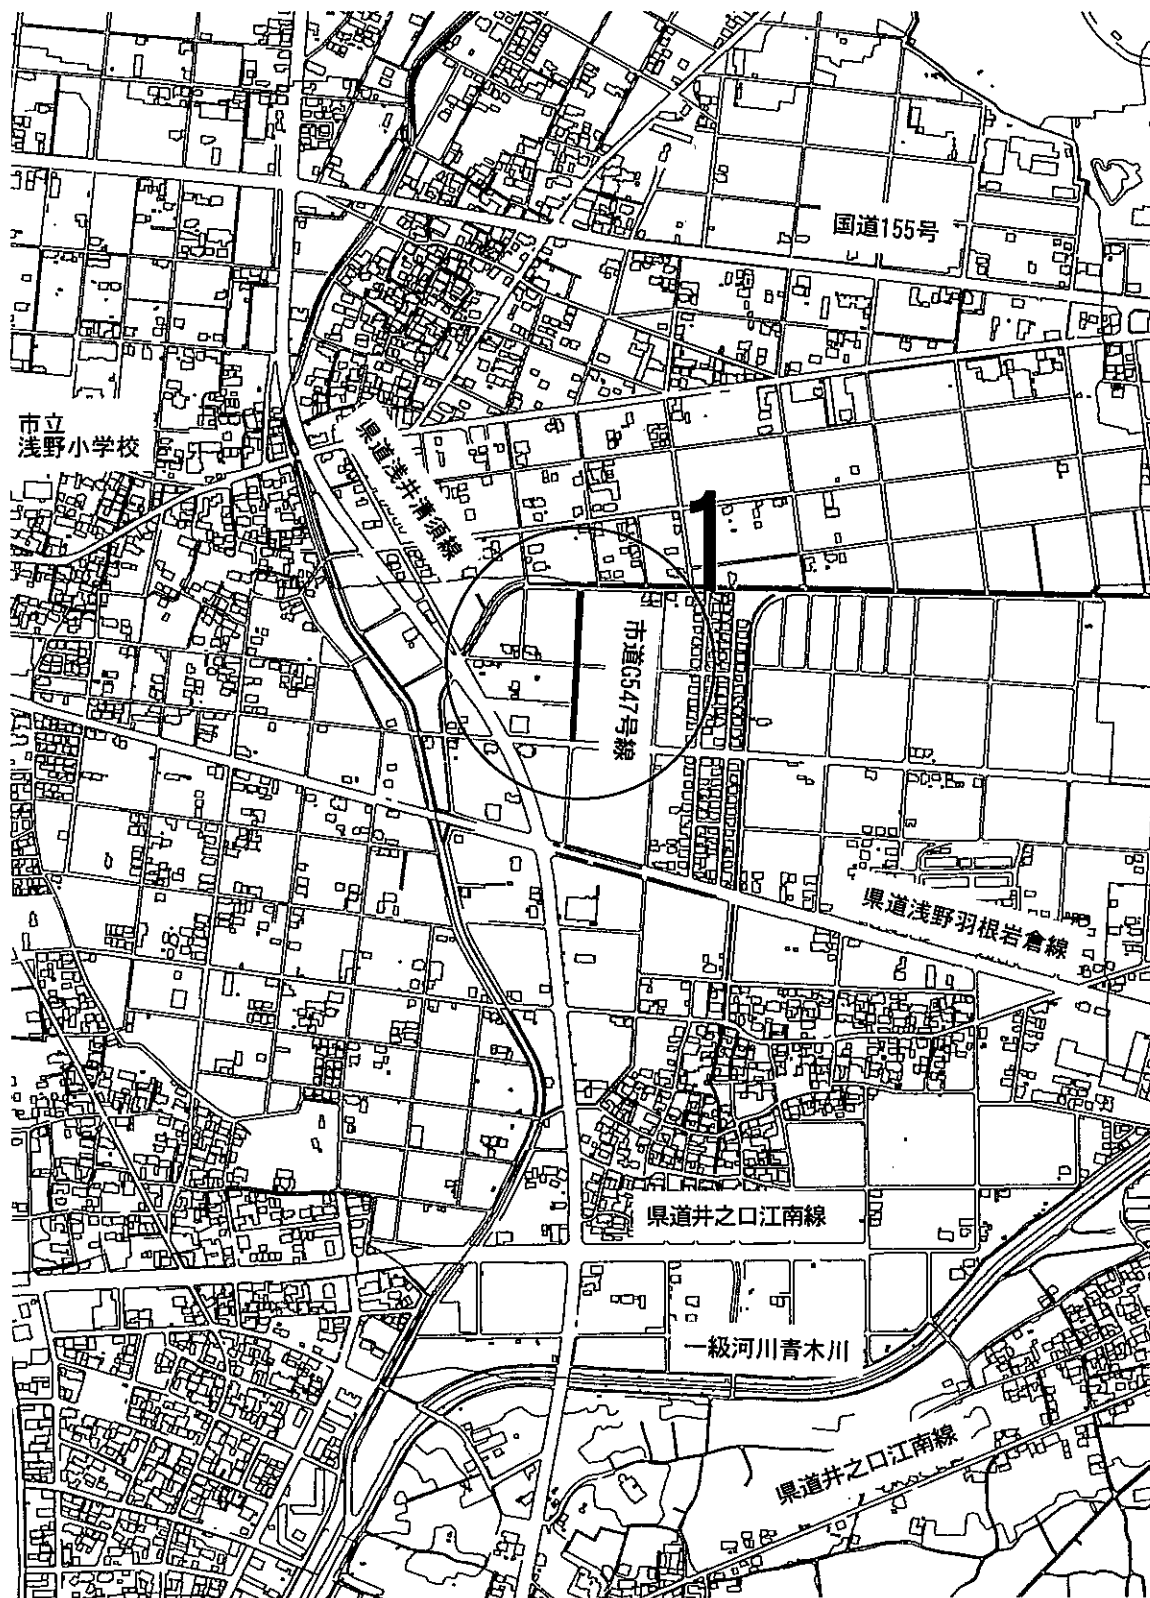 国道155号
市立
浅野小学校
県道浅井清須線
1
市道G547号線
県道浅野羽根岩倉線
県道井之口江南線
一級河川青木川
県道井之口江南線